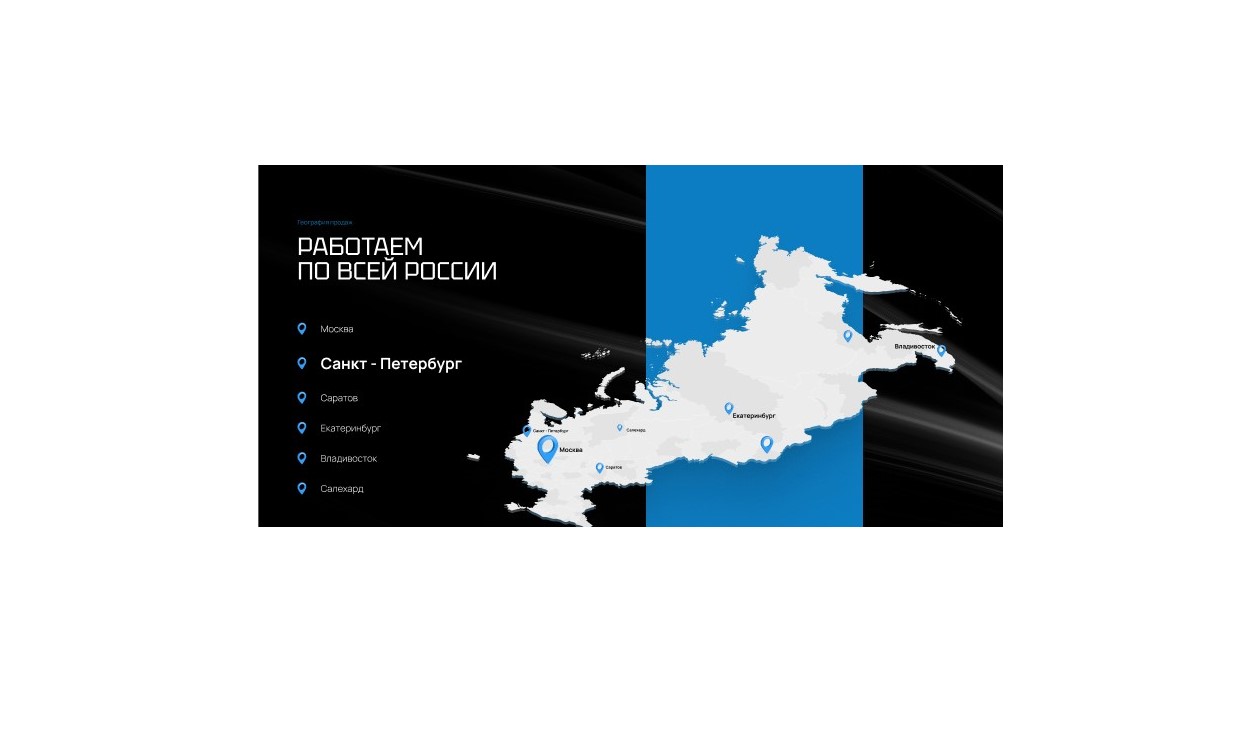 География продаж
РАБОТАЕМ
ПО ВСЕЙ РОССИИ
Москва
Санкт - Петербург
Саратов
Екатеринбург
Владивосток
Салехард
Владивосток
Екатеринбург
Санкт - Петербург
Салехард
Москва
Саратов